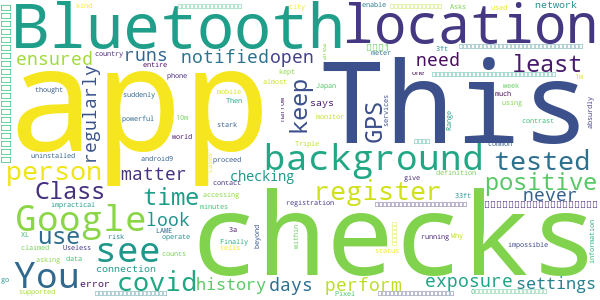 Bluetooth
location
app
This
checks
background
Google
You
see
covid
register
positive
tested
person
Class
matter
time
use
look
keep
GPS
need
least
open
notified
runs
ensured
regularly
checking
never
settings
exposure
days
perform
history
says
connection
error
network
enable
Asks
used
kind
city
country
entire
phone
thought
suddenly
powerful
10m
mobile
Then
stark
proceed
almost
kept
Japan
monitor
3ft
meter
one
much
week
using
contrast
services
Range
common
1m
absurdly
information
impossible
running
Why
definition
Triple
give
33ft
contact
within
registration
minutes
accessing
android9
world
uninstalled
impractical
XL
claimed
Useless
risk
data
asking
go
supported
Pixel
operate
LAME
counts
tells
Finally
3a
beyond
status